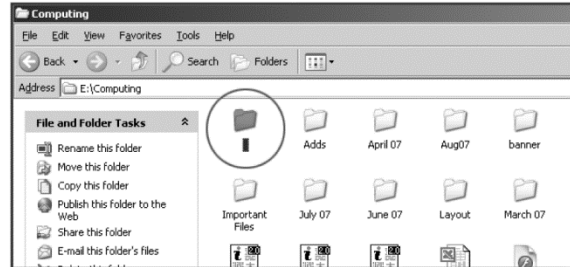 Computing
File Edit View Favorites Tools Help
Back Search Folders
Address E:\Computing
File and Folder Tasks
Rename this folder
Move this folder
Copy this folder
Publish this folder to the
Web
Share this folder
E-mail this folder's files
Adds April 07 Aug07 banner
Important
Files
July 07 June 07 Layout March 07